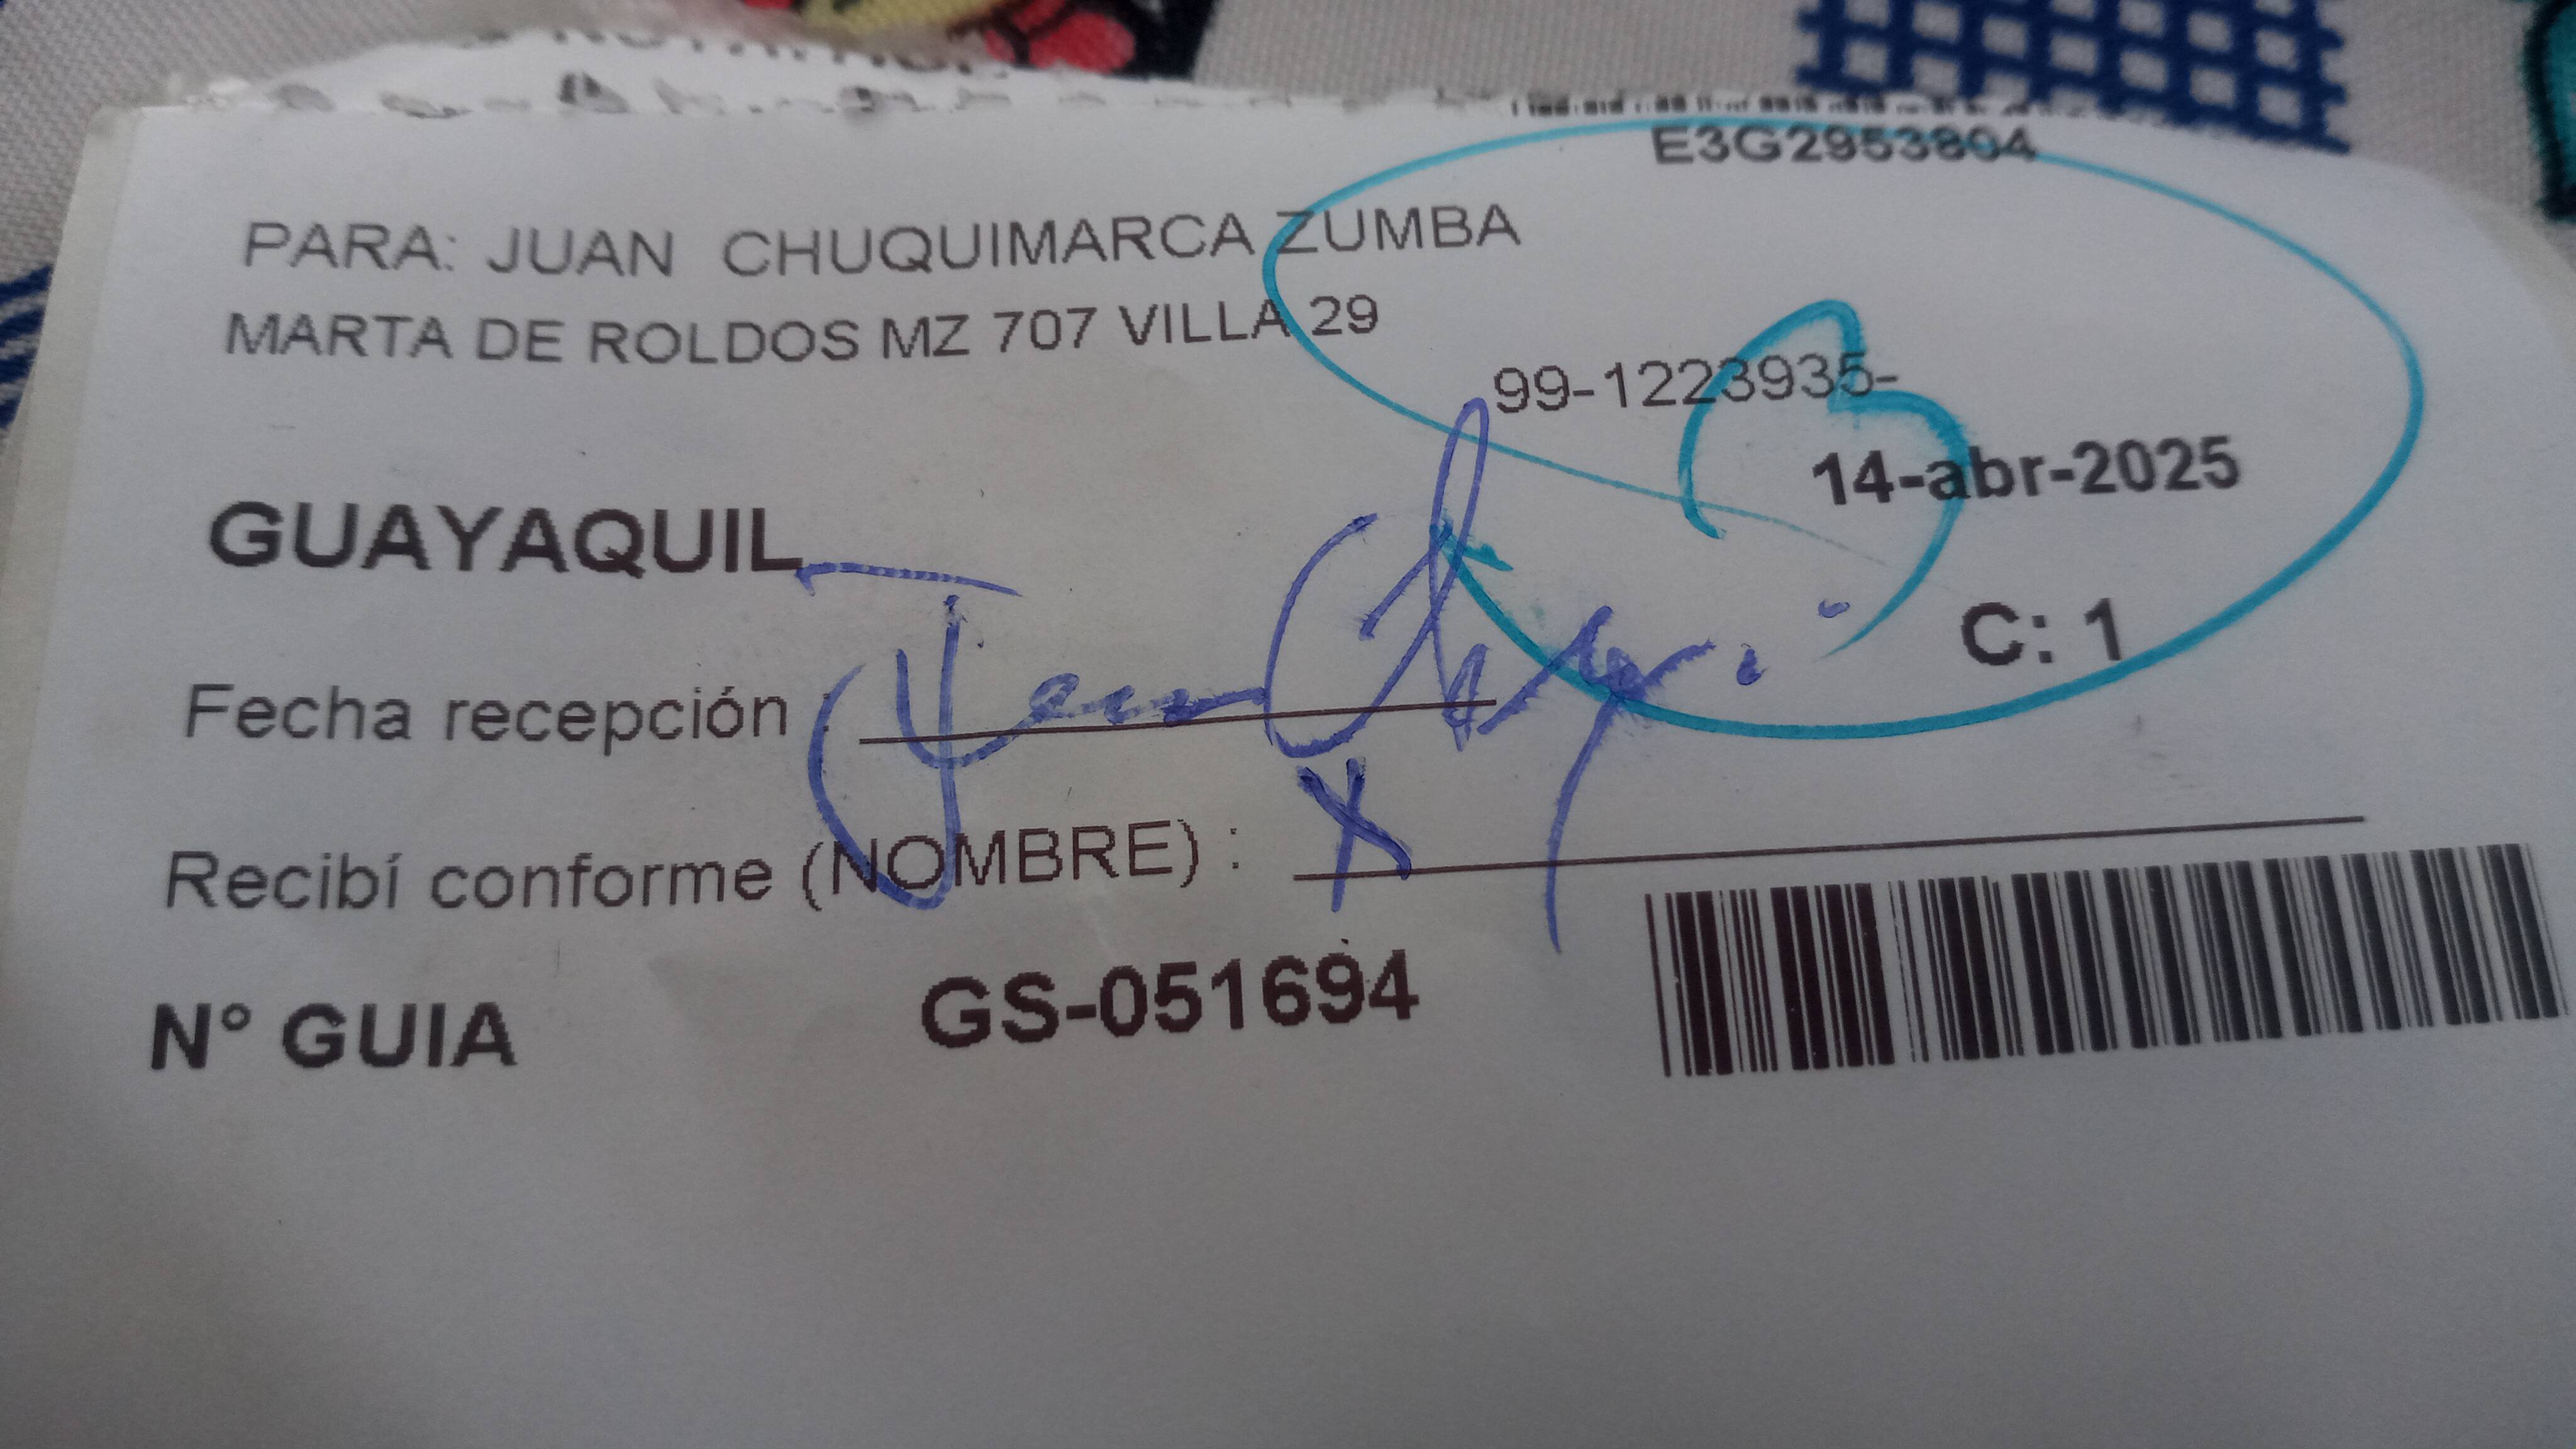 E3G2953804
PARA: JUAN CHUQUIMARCA ZUMBA
MARTA DE ROLDOS MZ 707 VILLA 29
99-1223935-
14-abr-2025
GUAYAQUIL
C: 1
Fecha recepción :
Juan
Recibí conforme (NOMBRE) : X
N° GUIA GS-051694